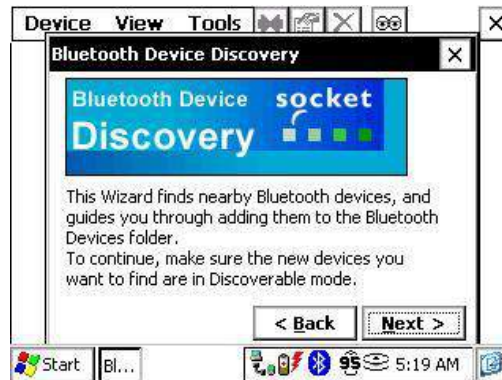 Device View Tools
Bluetooth Device Discovery
Bluetooth Device
socket
Discovery
This Wizard finds nearby Bluetooth devices, and
guides you through adding them to the Bluetooth
Devices folder.
To continue, make sure the new devices you
want to find are in Discoverable mode.
< Back Next >
Start Bl... 95 5:19 AM